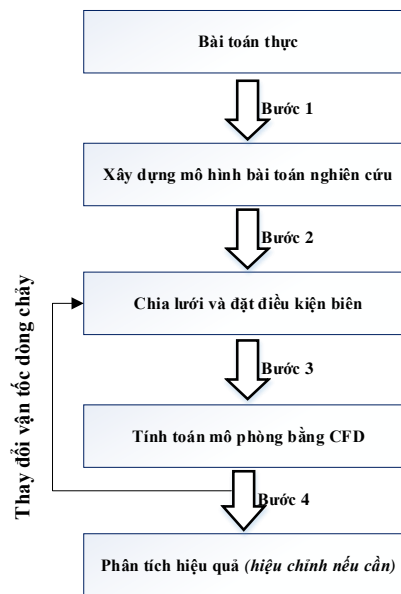 Bài toán thực
Bước 1
Xây dựng mô hình bài toán nghiên cứu
Bước 2
Chia lưới và đặt điều kiện biên
Thay đổi vận tốc dòng chảy
Bước 3
Tính toán mô phỏng bằng CFD
Bước 4
Phân tích hiệu quả (hiệu chỉnh nếu cần)